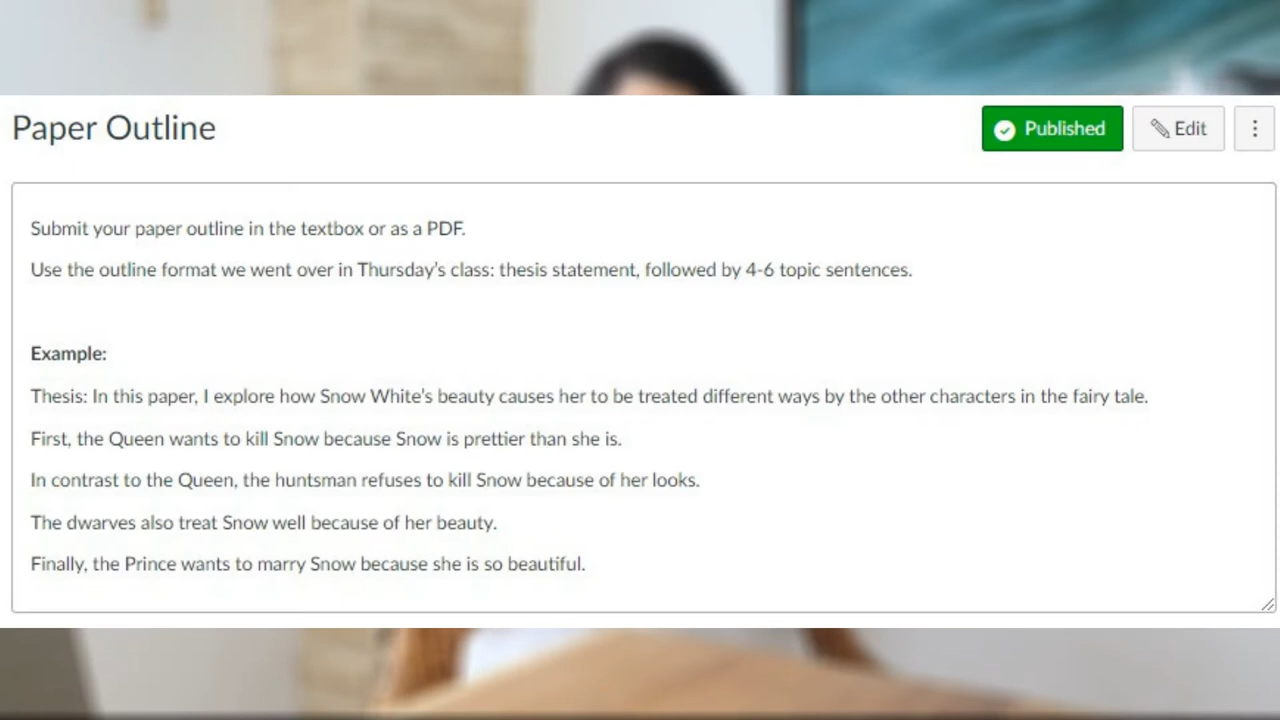 Paper Outline
Published
Edit
Submit your paper outline in the textbox or as a PDF.
Use the outline format we went over in Thursday's class: thesis statement, followed by 4-6 topic sentences.
Example:
Thesis: In this paper, I explore how Snow White's beauty causes her to be treated different ways by the other characters in the fairy tale.
First, the Queen wants to kill Snow because Snow is prettier than she is.
In contrast to the Queen, the huntsman refuses to kill Snow because of her looks.
The dwarves also treat Snow well because of her beauty.
Finally, the Prince wants to marry Snow because she is so beautiful.